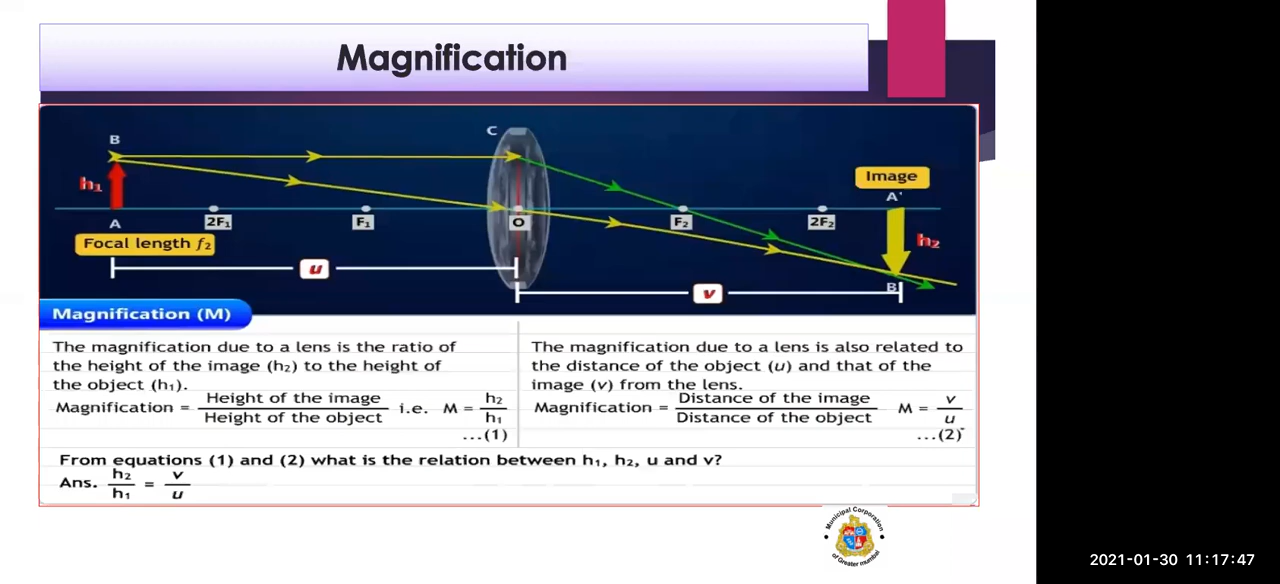 Magnification
B
C
h₁
Image
A'
A
2F₁
F₁
O
F₂
2F₂
h₂
Focal length f₂
u
v
B
Magnification (M)
The magnification due to a lens is the ratio of
the height of the image (h₂) to the height of
the object (h₁).
Magnification = Height of the image / Height of the object i.e. M = h₂ / h₁
...(1)
The magnification due to a lens is also related to
the distance of the object (u) and that of the
image (v) from the lens.
Magnification = Distance of the image / Distance of the object M = v / u
...(2)
From equations (1) and (2) what is the relation between h₁, h₂, u and v?
Ans. h₂ / h₁ = v / u
Municipal Corporation
of Greater mumbai
2021-01-30 11:17:47